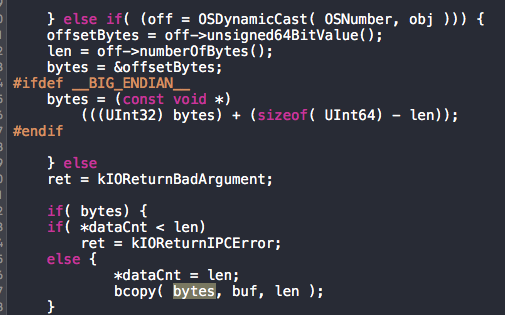 } else if( (off = OSDynamicCast( OSNumber, obj ))) {
offsetBytes = off->unsigned64BitValue();
len = off->numberOfBytes();
bytes = &offsetBytes;
#ifdef __BIG_ENDIAN__
bytes = (const void *)
(((UInt32) bytes) + (sizeof( UInt64) - len));
#endif
} else
ret = kIOReturnBadArgument;
if( bytes) {
if( *dataCnt < len)
ret = kIOReturnIPCError;
else {
*dataCnt = len;
bcopy( bytes, buf, len );
}